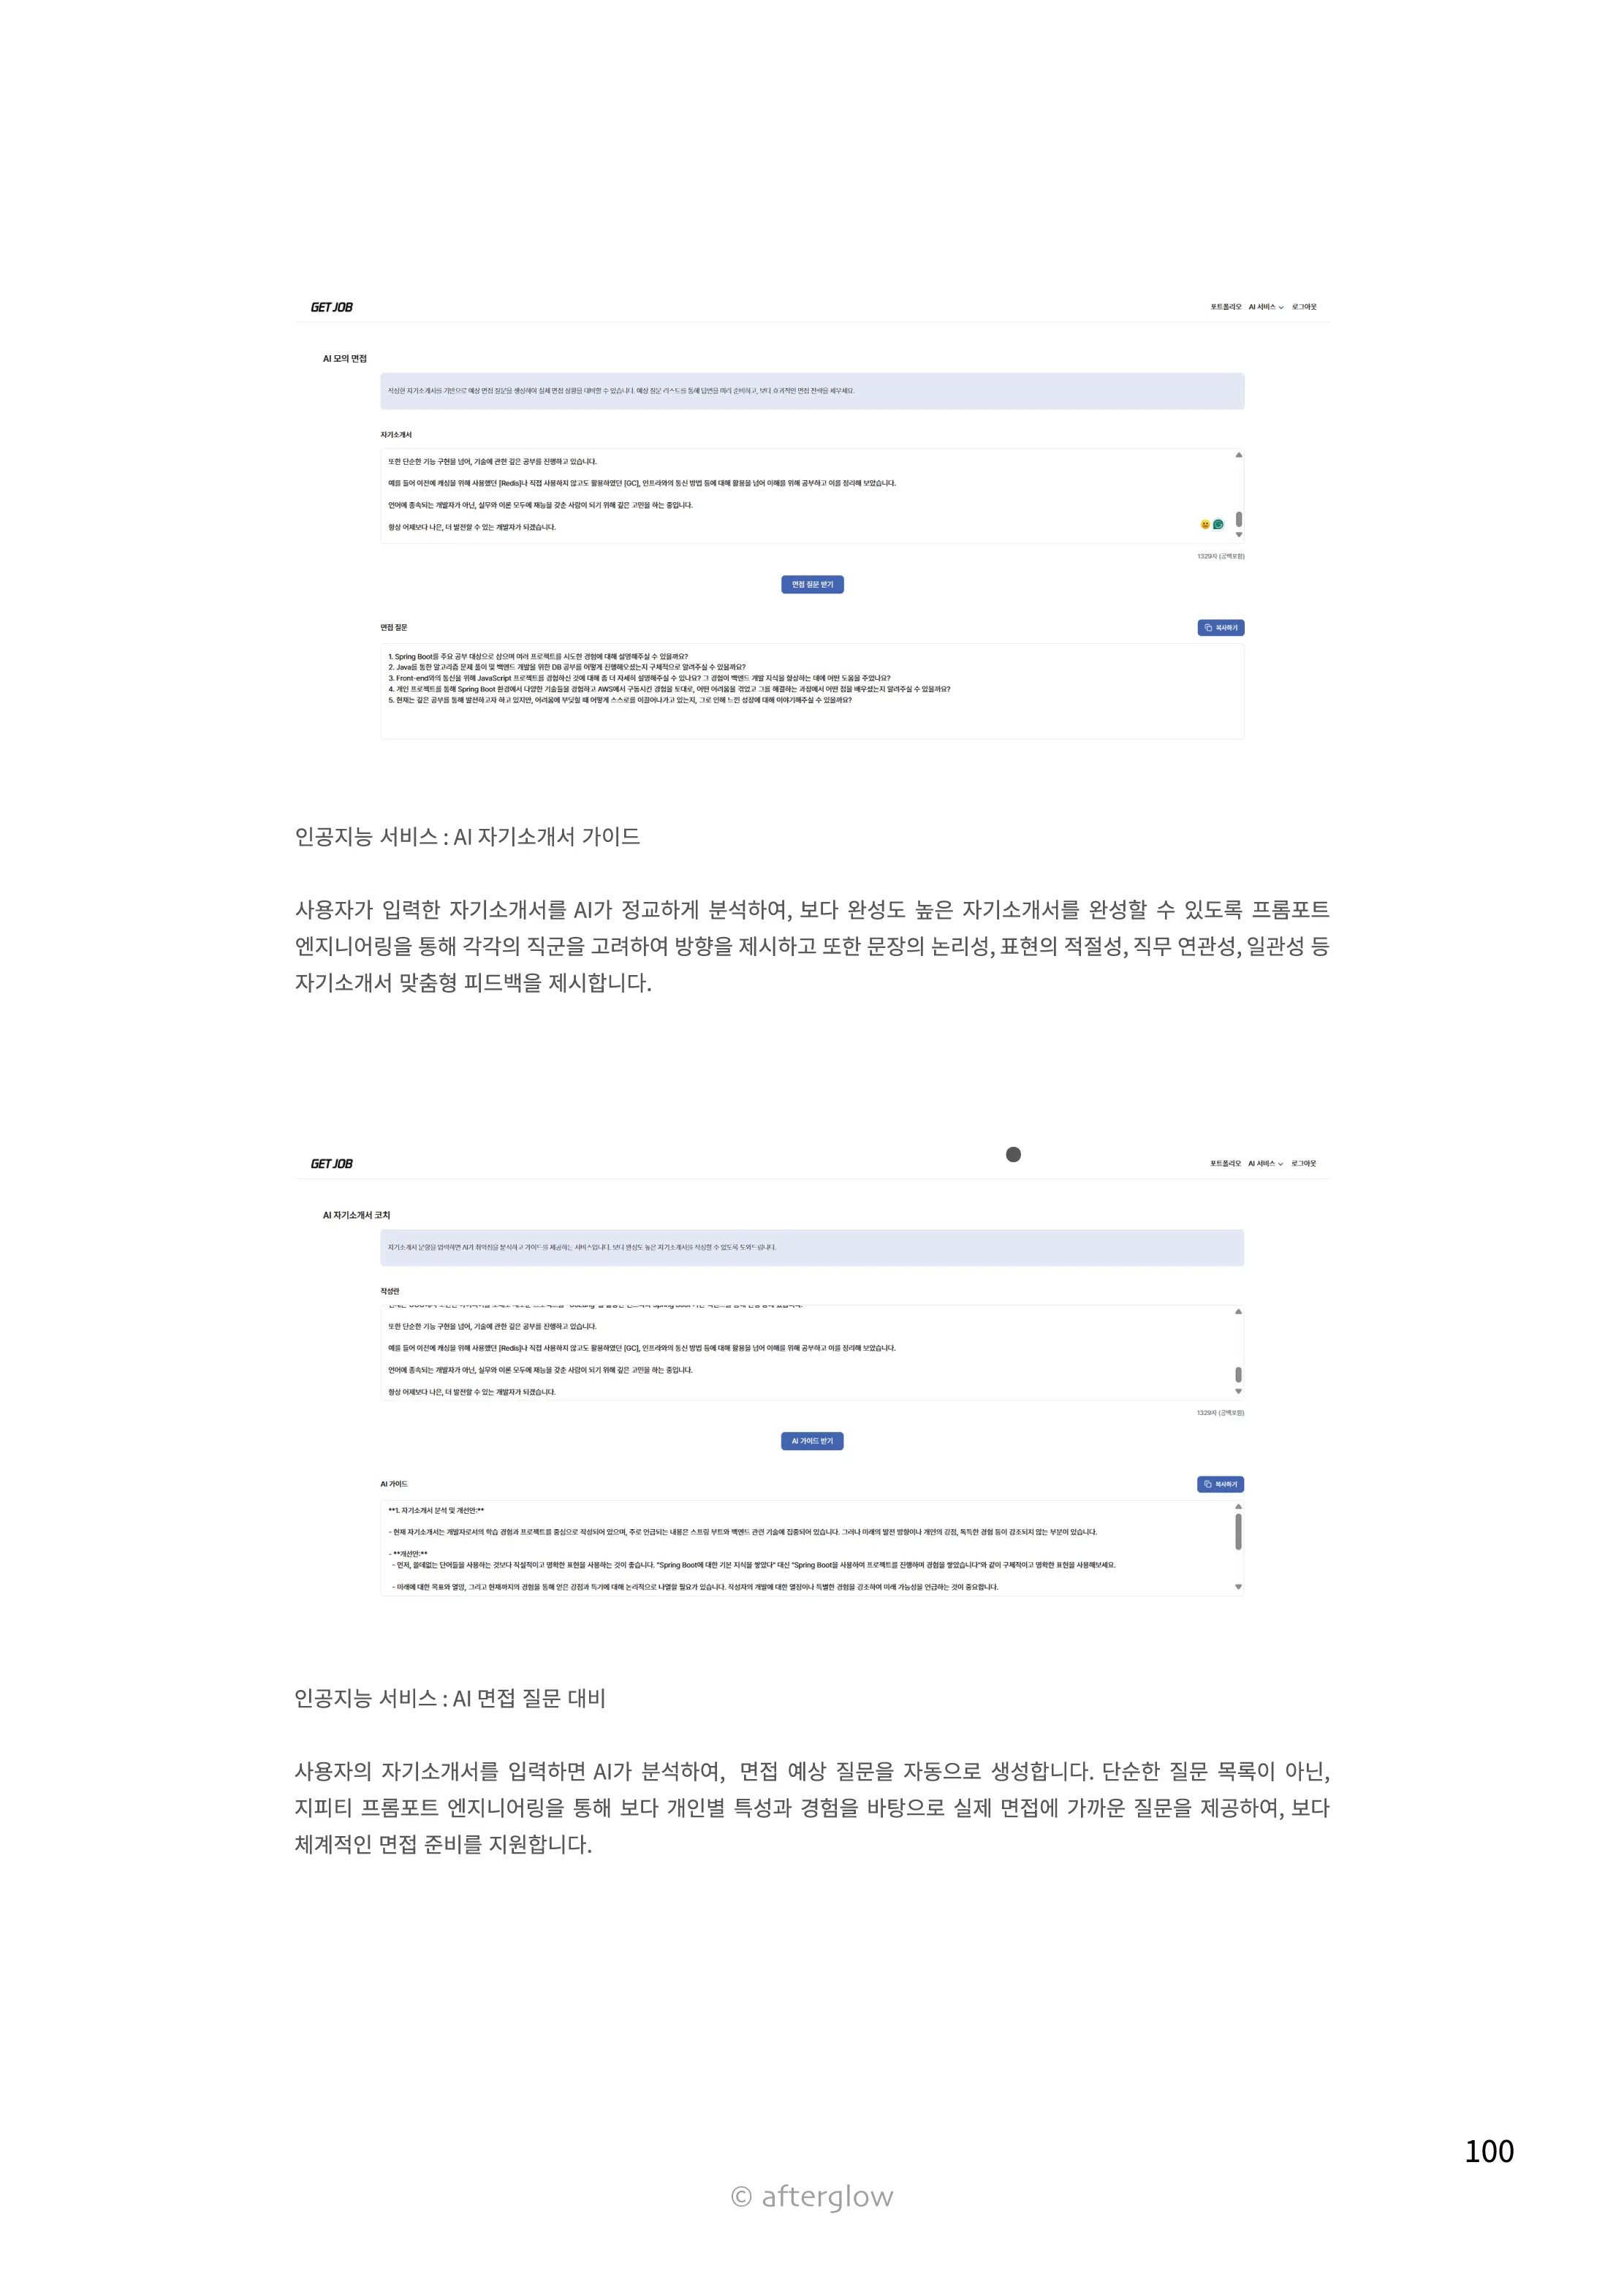 GET JOB
포트폴리오 AI 서비스 로그아웃
AI 모의 면접
작성한 자기소개서를 기반으로 예상 면접 질문을 생성하여 실제 면접 상황을 대비할 수 있습니다. 예상 질문 리스트를 통해 답변을 미리 준비하고, 보다 효과적인 면접 전략을 세우세요.
자기소개서
또한 단순한 기능 구현을 넘어, 기술에 관한 깊은 공부를 진행하고 있습니다.
예를 들어 이전에 캐싱을 위해 사용했던 [Redis]나 직접 사용하지 않고도 활용하였던 [GC], 인프라와의 통신 방법 등에 대해 활용을 넘어 이해를 위해 공부하고 이를 정리해 보았습니다.
언어에 종속되는 개발자가 아닌, 실무와 이론 모두에 재능을 갖춘 사람이 되기 위해 깊은 고민을 하는 중입니다.
항상 어제보다 나은, 더 발전할 수 있는 개발자가 되겠습니다.
1329자 (공백포함)
면접 질문 받기
면접 질문
복사하기
1. Spring Boot를 주요 공부 대상으로 삼으며 여러 프로젝트를 시도한 경험에 대해 설명해주실 수 있을까요?
2. Java를 통한 알고리즘 문제 풀이 및 백엔드 개발을 위한 DB 공부를 어떻게 진행해오셨는지 구체적으로 알려주실 수 있을까요?
3. Front-end와의 통신을 위해 JavaScript 프로젝트를 경험하신 것에 대해 좀 더 자세히 설명해주실 수 있나요? 그 경험이 백엔드 개발 지식을 향상하는 데에 어떤 도움을 주었나요?
4. 개인 프로젝트를 통해 Spring Boot 환경에서 다양한 기술들을 경험하고 AWS에서 구동시킨 경험을 토대로, 어떤 어려움을 겪었고 그를 해결하는 과정에서 어떤 점을 배우셨는지 알려주실 수 있을까요?
5. 현재는 깊은 공부를 통해 발전하고자 하고 있지만, 어려움에 부딪힐 때 어떻게 스스로를 이끌어나가고 있는지, 그로 인해 느낀 성장에 대해 이야기해주실 수 있을까요?
인공지능 서비스 : AI 자기소개서 가이드
사용자가 입력한 자기소개서를 AI가 정교하게 분석하여, 보다 완성도 높은 자기소개서를 완성할 수 있도록 프롬포트
엔지니어링을 통해 각각의 직군을 고려하여 방향을 제시하고 또한 문장의 논리성, 표현의 적절성, 직무 연관성, 일관성 등
자기소개서 맞춤형 피드백을 제시합니다.
GET JOB
포트폴리오 AI 서비스 로그아웃
AI 자기소개서 코치
자기소개서 문항을 입력하면 AI가 취약점을 분석하고 가이드를 제공하는 서비스입니다. 보다 완성도 높은 자기소개서를 작성할 수 있도록 도와드립니다.
작성란
또한 단순한 기능 구현을 넘어, 기술에 관한 깊은 공부를 진행하고 있습니다.
예를 들어 이전에 캐싱을 위해 사용했던 [Redis]나 직접 사용하지 않고도 활용하였던 [GC], 인프라와의 통신 방법 등에 대해 활용을 넘어 이해를 위해 공부하고 이를 정리해 보았습니다.
언어에 종속되는 개발자가 아닌, 실무와 이론 모두에 재능을 갖춘 사람이 되기 위해 깊은 고민을 하는 중입니다.
항상 어제보다 나은, 더 발전할 수 있는 개발자가 되겠습니다.
1329자 (공백포함)
AI 가이드 받기
AI 가이드
복사하기
**1. 자기소개서 분석 및 개선안:**
- 현재 자기소개서는 개발자로서의 학습 경험과 프로젝트를 중심으로 작성되어 있으며, 주로 언급되는 내용은 스프링 부트와 백엔드 관련 기술에 집중되어 있습니다. 그러나 미래의 발전 방향이나 개인의 강점, 독특한 경험 등이 강조되지 않는 부분이 있습니다.
- **개선안:**
- 먼저, 쓸데없는 단어들을 사용하는 것보다 직설적이고 명확한 표현을 사용하는 것이 좋습니다. "Spring Boot에 대한 기본 지식을 쌓았다" 대신 "Spring Boot을 사용하여 프로젝트를 진행하며 경험을 쌓았습니다"와 같이 구체적이고 명확한 표현을 사용해보세요.
- 미래에 대한 목표와 열망, 그리고 현재까지의 경험을 통해 얻은 강점과 특기에 대해 논리적으로 나열할 필요가 있습니다. 작성자의 개발에 대한 열정이나 특별한 경험을 강조하여 미래 가능성을 언급하는 것이 중요합니다.
인공지능 서비스 : AI 면접 질문 대비
사용자의 자기소개서를 입력하면 AI가 분석하여, 면접 예상 질문을 자동으로 생성합니다. 단순한 질문 목록이 아닌,
지피티 프롬포트 엔지니어링을 통해 보다 개인별 특성과 경험을 바탕으로 실제 면접에 가까운 질문을 제공하여, 보다
체계적인 면접 준비를 지원합니다.
100
© afterglow